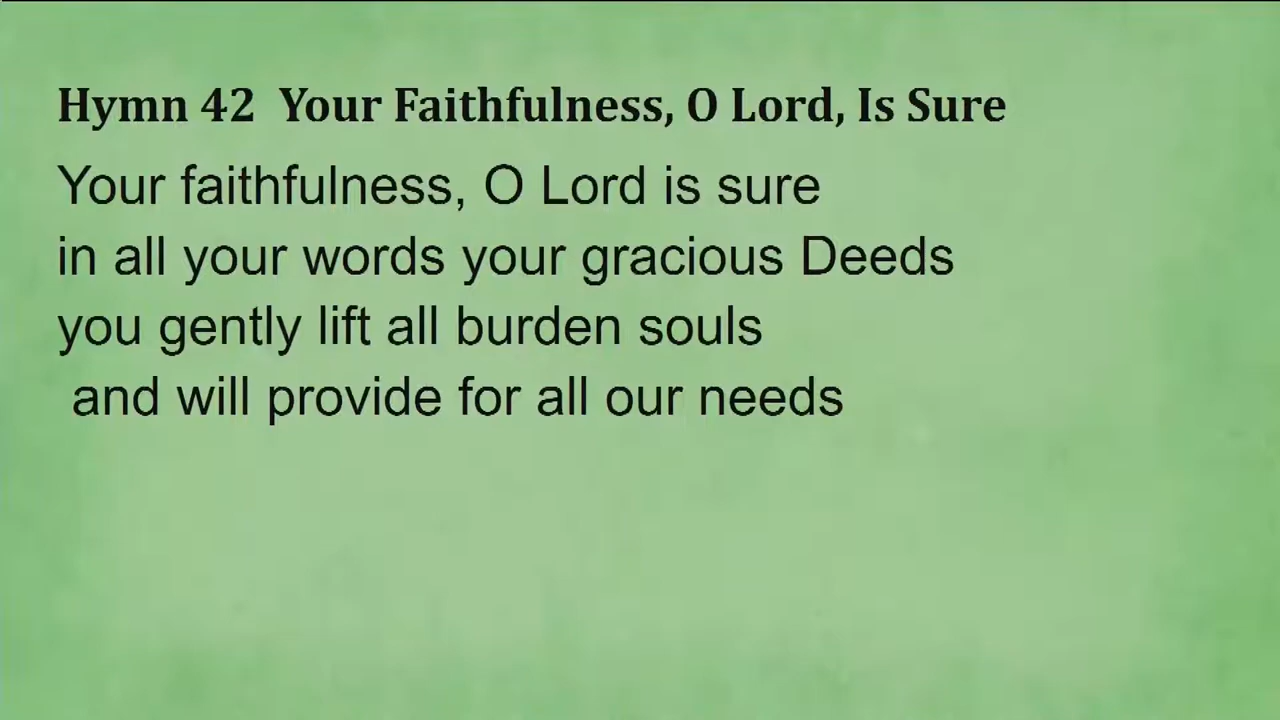 Hymn 42  Your Faithfulness, O Lord, Is Sure
Your faithfulness, O Lord is sure
in all your words your gracious Deeds
you gently lift all burden souls
and will provide for all our needs